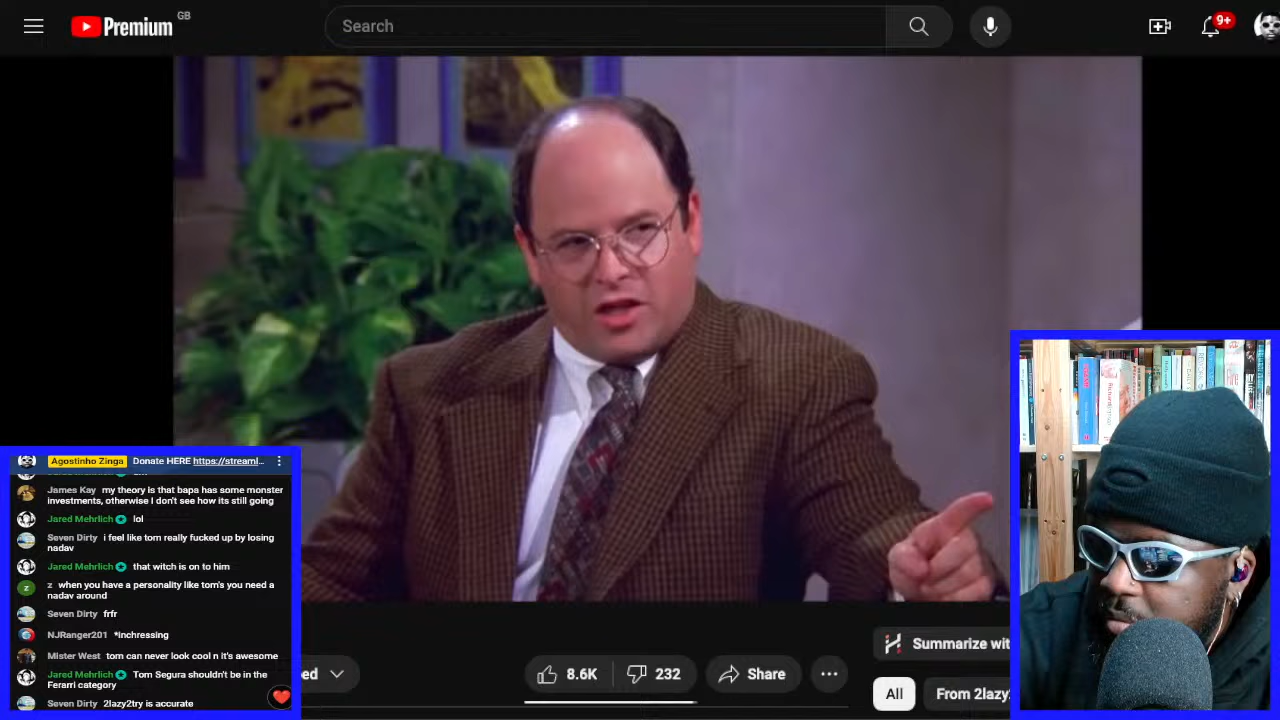 Premium GB
Search
9+
Agostinho Zinga Donate HERE https://streaml...
James Kay my theory is that bapa has some monster
investments, otherwise I don't see how its still going
Jared Mehrlich lol
Seven Dirty i feel like tom really fucked up by losing
nadav
Jared Mehrlich that witch is on to him
z when you have a personality like tom's you need a
nadav around
Seven Dirty frfr
NJRanger201 *Inchressing
MIster West tom can never look cool n it's awesome
Jared Mehrlich Tom Segura shouldn't be in the
Ferarri category
Seven Dirty 2lazy2try is accurate
ed
8.6K
232
Share
Summarize wit
All
From 2lazy